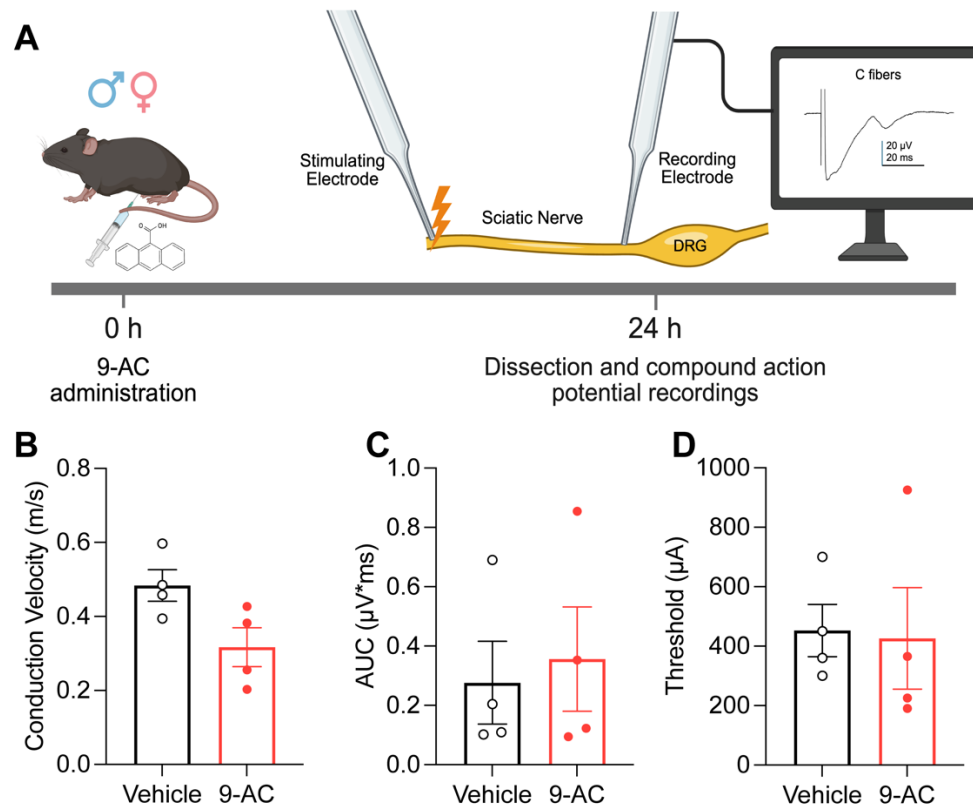 A
C fibers
20 µV
20 ms
Stimulating
Electrode
Recording
Electrode
Sciatic Nerve
DRG
O
OH
0 h
24 h
9-AC
administration
Dissection and compound action
potential recordings
B
Conduction Velocity (m/s)
0.8
0.6
0.4
0.2
0.0
Vehicle 9-AC
C
AUC (µV*ms)
1.0
0.8
0.6
0.4
0.2
0.0
Vehicle 9-AC
D
Threshold (µA)
1000
800
600
400
200
0
Vehicle 9-AC